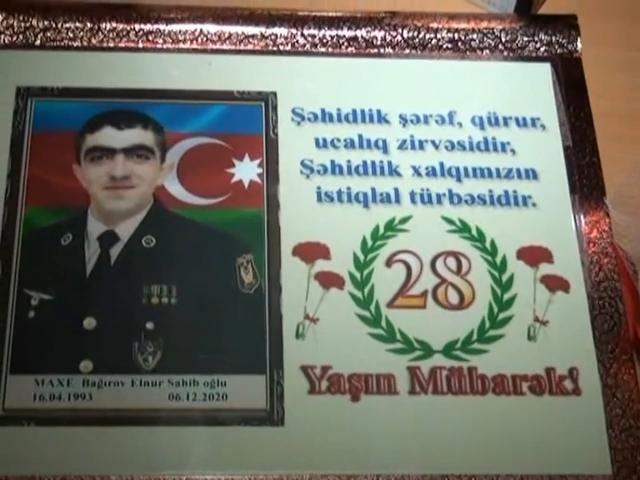 Şəhidlik şərəf, qürur,
ucalıq zirvəsidir,
Şəhidlik xalqımızın
istiqlal türbəsidir.
28
Yaşın Mübarək!
MAXE Bağırov Elnur Sahib oğlu
16.04.1993 06.12.2020